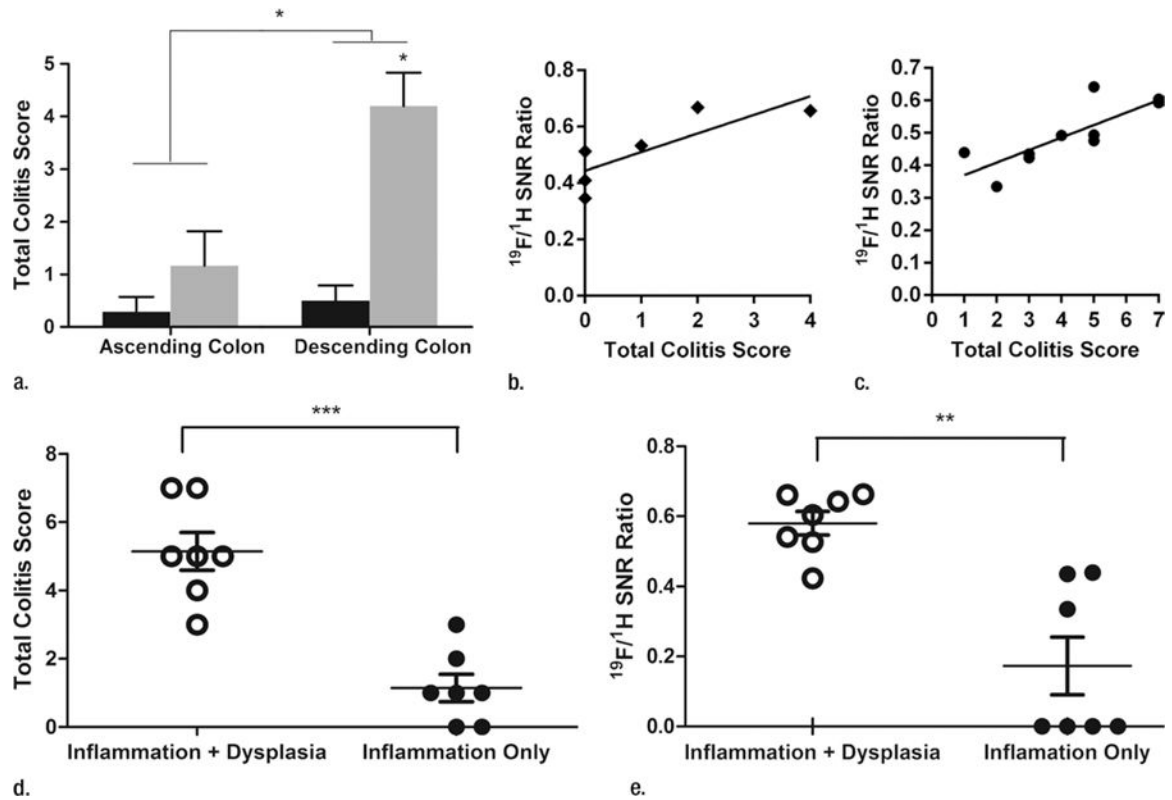 *
*
Total Colitis Score
5
4
3
2
1
0
Ascending Colon
Descending Colon
a.
¹⁹F/¹H SNR Ratio
0.8
0.6
0.4
0.2
0.0
0
1
2
3
4
Total Colitis Score
b.
¹⁹F/¹H SNR Ratio
0.7
0.6
0.5
0.4
0.3
0.2
0.1
0.0
0
1
2
3
4
5
6
7
Total Colitis Score
c.
***
Total Colitis Score
8
6
4
2
0
Inflammation + Dysplasia
Inflammation Only
d.
**
¹⁹F/¹H SNR Ratio
0.8
0.6
0.4
0.2
0.0
Inflammation + Dysplasia
Inflamation Only
e.